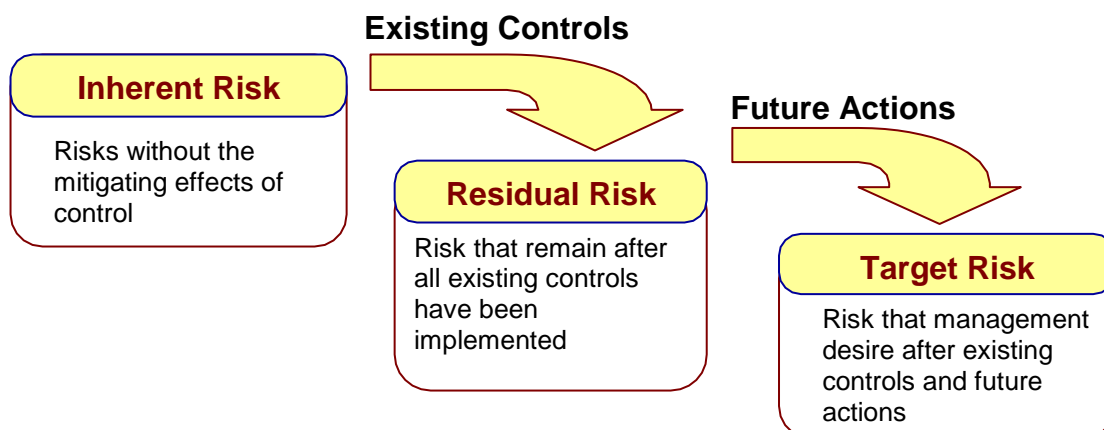 Existing Controls
Inherent Risk
Risks without the
mitigating effects of
control
Future Actions
Residual Risk
Risk that remain after
all existing controls
have been
implemented
Target Risk
Risk that management
desire after existing
controls and future
actions